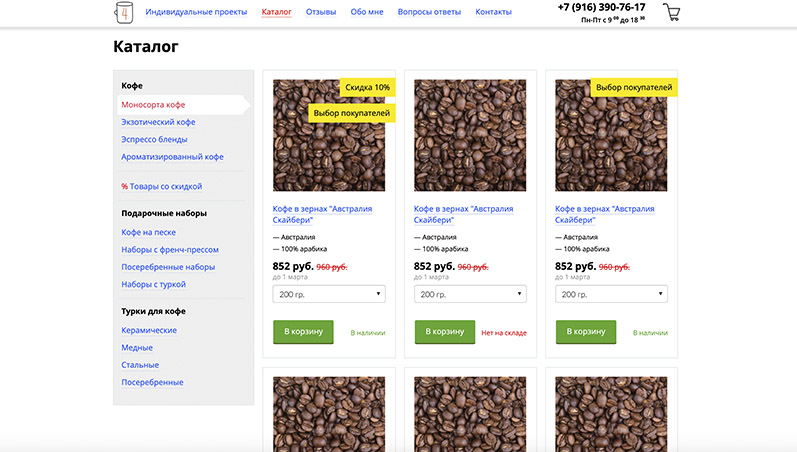 4
Индивидуальные проекты Каталог Отзывы Обо мне Вопросы ответы Контакты
+7 (916) 390-76-17
Пн-Пт с 9 00 до 18 30
Каталог
Кофе
Моносорта кофе
Экзотический кофе
Эспрессо бленды
Ароматизированный кофе
% Товары со скидкой
Подарочные наборы
Кофе на песке
Наборы с френч-прессом
Посеребренные наборы
Наборы с туркой
Турки для кофе
Керамические
Медные
Стальные
Посеребренные
Скидка 10%
Выбор покупателей
Кофе в зернах "Австралия
Скайбери"
— Австралия
— 100% арабика
852 руб. 960 руб.
до 1 марта
200 гр.
В корзину В наличии
Кофе в зернах "Австралия
Скайбери"
— Австралия
— 100% арабика
852 руб. 960 руб.
до 1 марта
200 гр.
В корзину Нет на складе
Выбор покупателей
Кофе в зернах "Австралия
Скайбери"
— Австралия
— 100% арабика
852 руб. 960 руб.
до 1 марта
200 гр.
В корзину В наличии